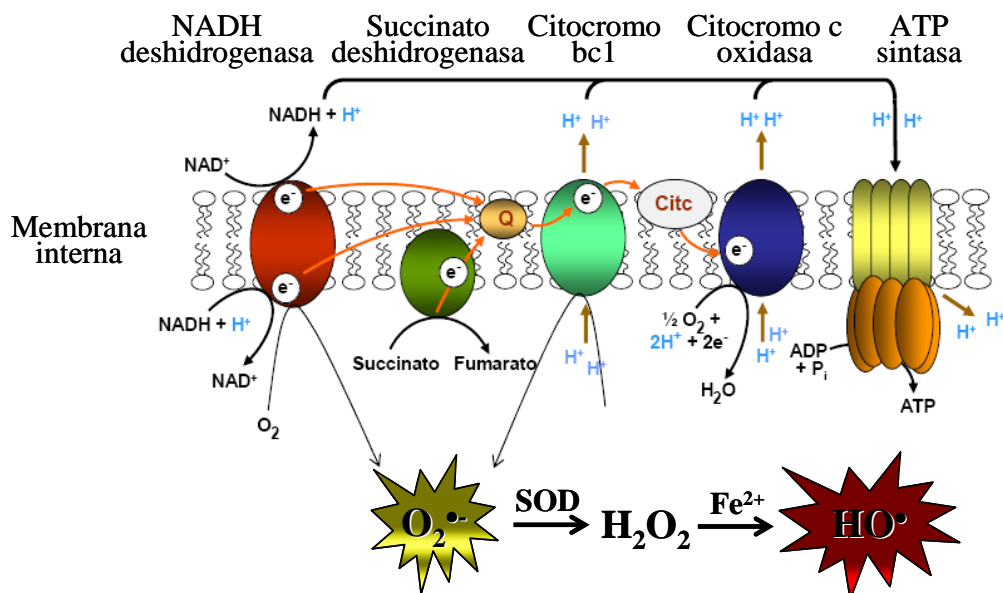 NADH
deshidrogenasa
Succinato
deshidrogenasa
Citocromo
bc1
Citocromo c
oxidasa
ATP
sintasa
NADH + H⁺
H⁺ H⁺
H⁺ H⁺
H⁺ H⁺
NAD⁺
Membrana
interna
e⁻
Q
e⁻
Citc
e⁻
e⁻
e⁻
NADH + H⁺
NAD⁺
O₂
Succinato
Fumarato
H⁺ H⁺
½ O₂ +
2H⁺ + 2e⁻
H₂O
H⁺
H⁺
ADP
+ Pᵢ
ATP
H⁺
H⁺
O₂•-
SOD
H₂O₂
Fe²⁺
HO•